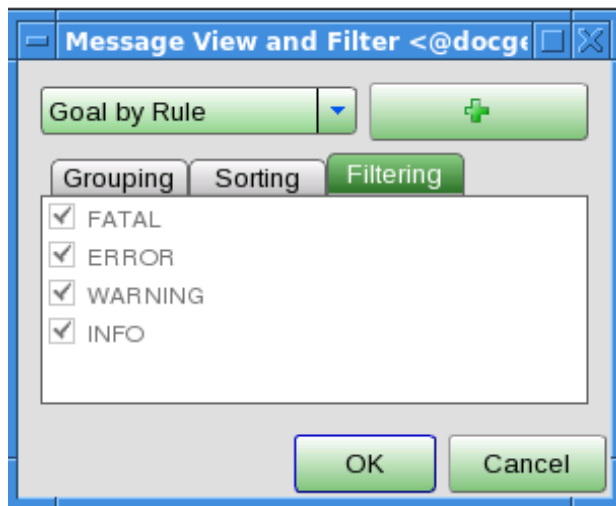 Message View and Filter <@docge
Goal by Rule
Grouping Sorting Filtering
FATAL
ERROR
WARNING
INFO
OK Cancel